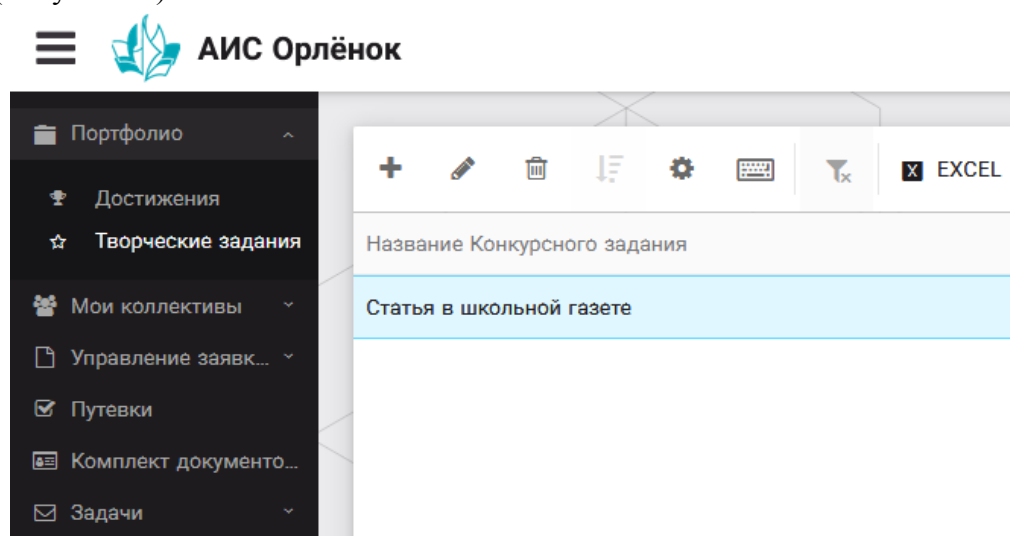 АИС Орлёнок
Портфолио
Достижения
Творческие задания
Мои коллективы
Управление заявк...
Путевки
Комплект документо...
Задачи
EXCEL
Название Конкурсного задания
Статья в школьной газете